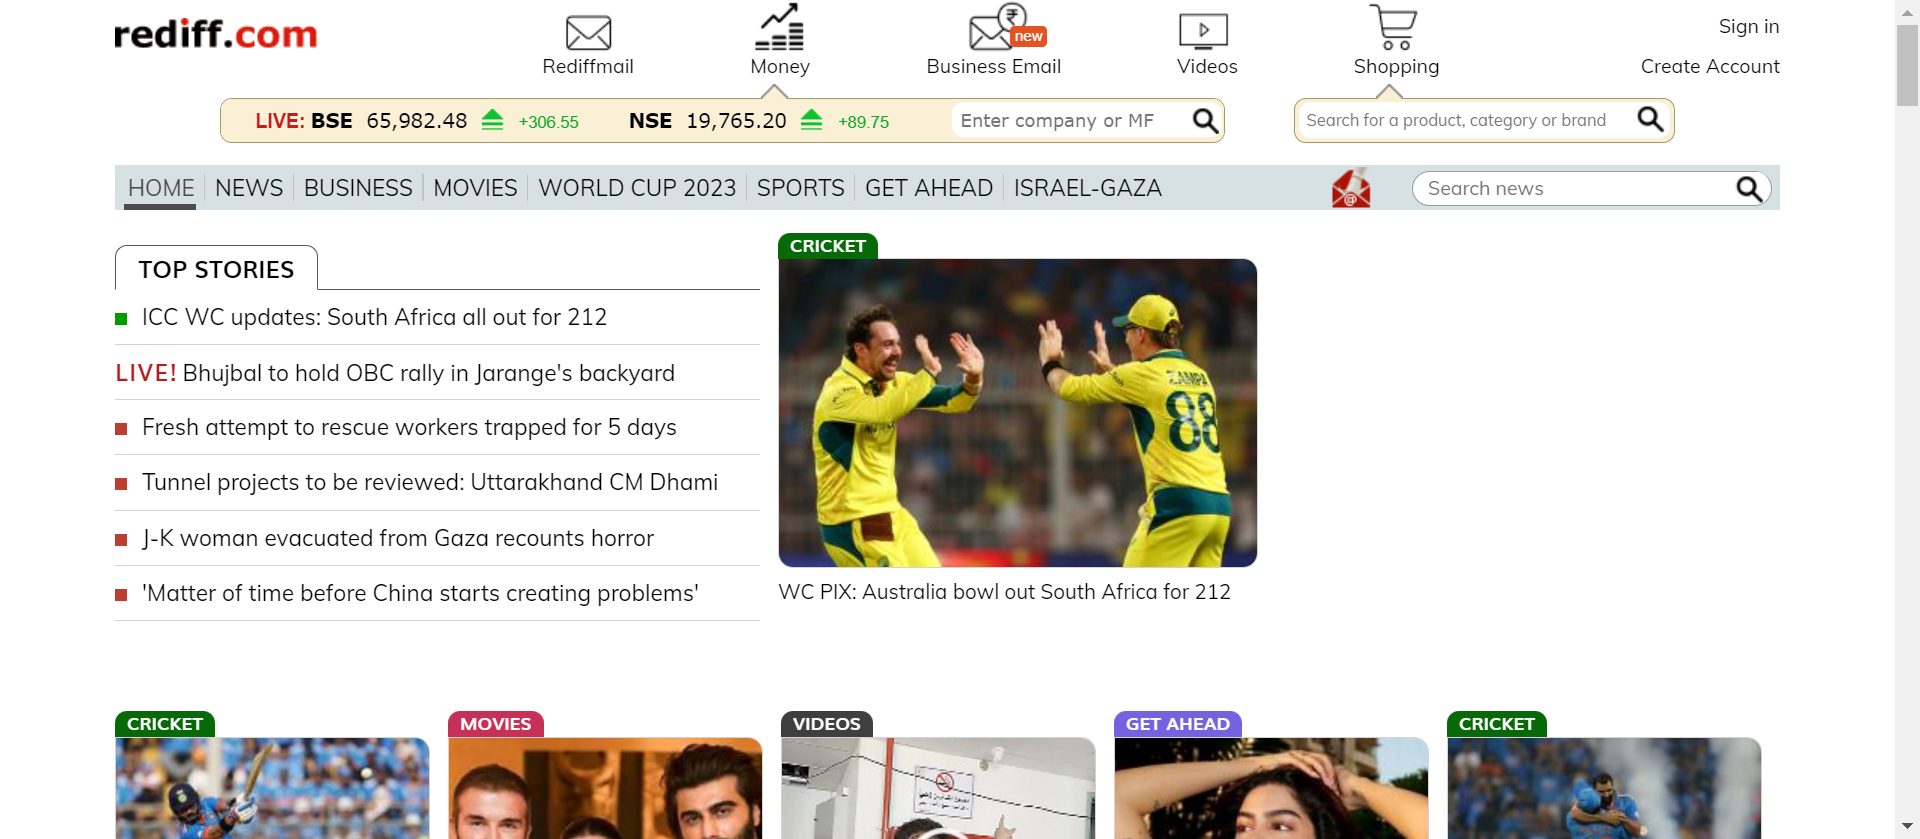 rediff.com
Rediffmail
Money
new
Business Email
Videos
Shopping
Sign in
Create Account
LIVE: BSE 65,982.48 +306.55 NSE 19,765.20 +89.75
Enter company or MF
Search for a product, category or brand
HOME NEWS BUSINESS MOVIES WORLD CUP 2023 SPORTS GET AHEAD ISRAEL-GAZA
@
Search news
TOP STORIES
ICC WC updates: South Africa all out for 212
LIVE! Bhujbal to hold OBC rally in Jarange's backyard
Fresh attempt to rescue workers trapped for 5 days
Tunnel projects to be reviewed: Uttarakhand CM Dhami
J-K woman evacuated from Gaza recounts horror
'Matter of time before China starts creating problems'
CRICKET
ZAMPA
88
WC PIX: Australia bowl out South Africa for 212
CRICKET
MOVIES
VIDEOS
GET AHEAD
CRICKET